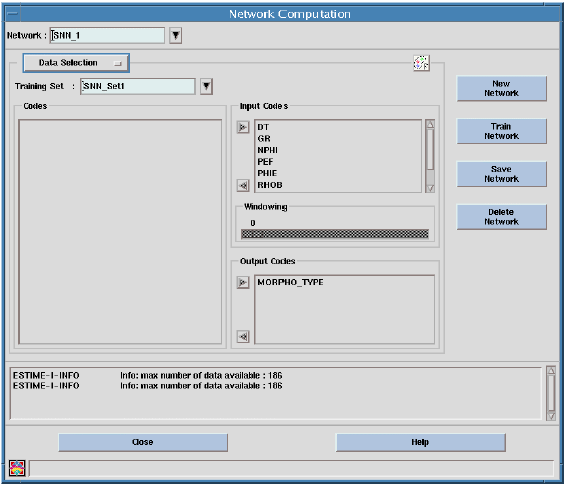 Network Computation
Network : SNN_1
Data Selection
Training Set : SNN_Set1
Codes
Input Codes
DT
GR
NPHI
PEF
PHIE
RHOB
Windowing
0
Output Codes
MORPHO_TYPE
New
Network
Train
Network
Save
Network
Delete
Network
ESTIME-I-INFO Info: max number of data available : 186
ESTIME-I-INFO Info: max number of data available : 186
Close
Help